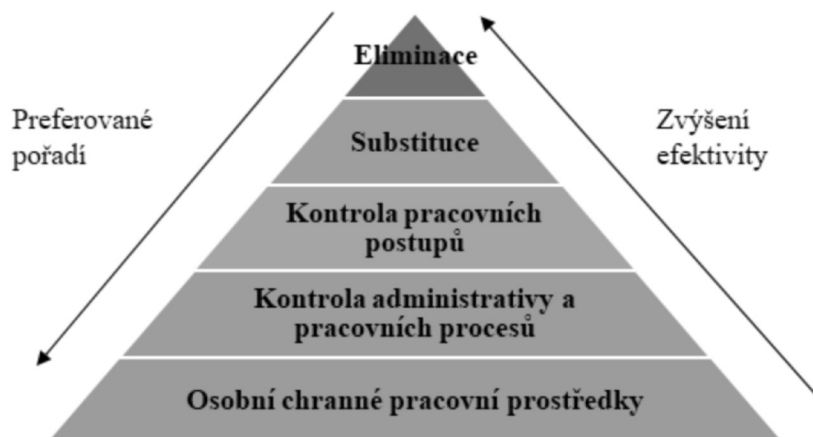 Eliminace
Preferované
pořadí
Zvýšení
efektivity
Substituce
Kontrola pracovních
postupů
Kontrola administrativy a
pracovních procesů
Osobní chranné pracovní prostředky